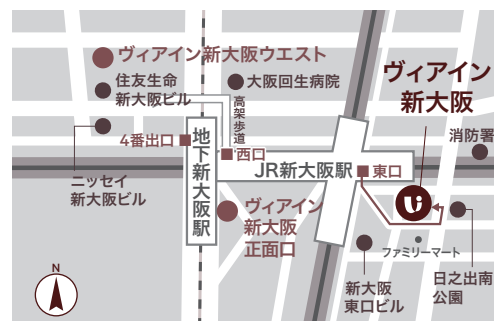 ヴィアイン新大阪ウエスト
住友生命
新大阪ビル
大阪回生病院
ヴィアイン
新大阪
高架歩道
4番出口
地下新大阪駅
西口
JR新大阪駅
東口
消防署
ニッセイ
新大阪ビル
ヴィアイン
新大阪
正面口
ファミリーマート
新大阪
東口ビル
日之出南
公園
N